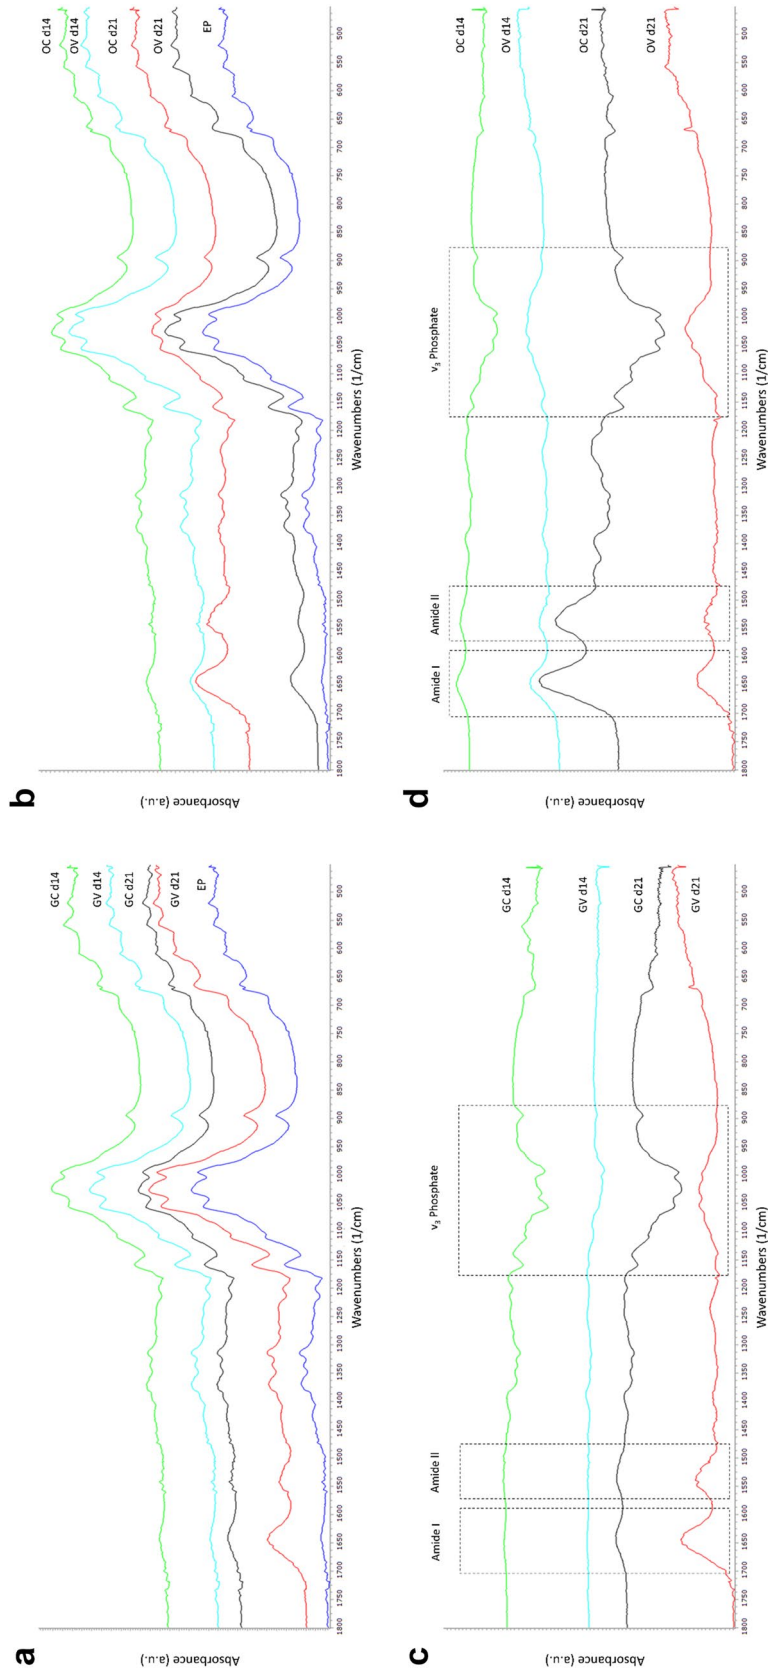 a
Absorbance (a.u.)
GC d14
GV d14
GC d21
GV d21
EP
1800 1750 1700 1650 1600 1550 1500 1450 1400 1350 1300 1250 1200 1150 1100 1050 1000 950 900 850 800 750 700 650 600 550 500
Wavenumbers (1/cm)
b
Absorbance (a.u.)
OC d14
OV d14
OC d21
OV d21
EP
1800 1750 1700 1650 1600 1550 1500 1450 1400 1350 1300 1250 1200 1150 1100 1050 1000 950 900 850 800 750 700 650 600 550 500
Wavenumbers (1/cm)
c
Absorbance (a.u.)
Amide I
Amide II
v₃ Phosphate
GC d14
GV d14
GC d21
GV d21
1800 1750 1700 1650 1600 1550 1500 1450 1400 1350 1300 1250 1200 1150 1100 1050 1000 950 900 850 800 750 700 650 600 550 500
Wavenumbers (1/cm)
d
Absorbance (a.u.)
Amide I
Amide II
v₃ Phosphate
OC d14
OV d14
OC d21
OV d21
1800 1750 1700 1650 1600 1550 1500 1450 1400 1350 1300 1250 1200 1150 1100 1050 1000 950 900 850 800 750 700 650 600 550 500
Wavenumbers (1/cm)